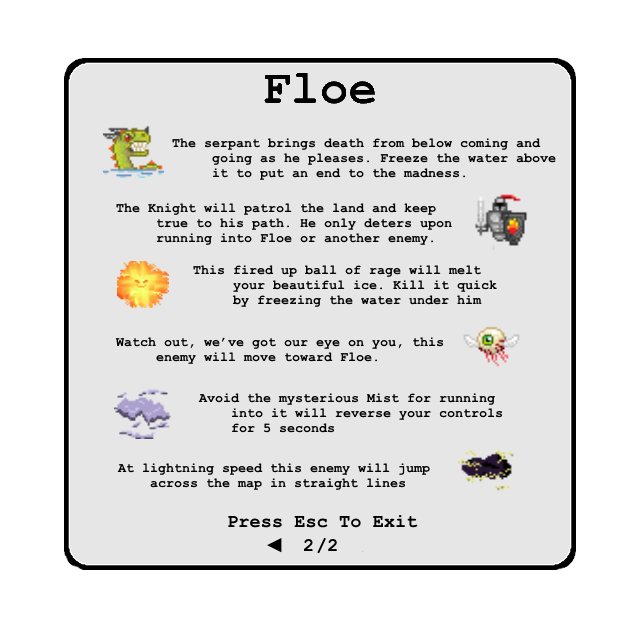 Floe
The serpant brings death from below coming and
going as he pleases. Freeze the water above
it to put an end to the madness.
The Knight will patrol the land and keep
true to his path. He only deters upon
running into Floe or another enemy.
This fired up ball of rage will melt
your beautiful ice. Kill it quick
by freezing the water under him
Watch out, we've got our eye on you, this
enemy will move toward Floe.
Avoid the mysterious Mist for running
into it will reverse your controls
for 5 seconds
At lightning speed this enemy will jump
across the map in straight lines
Press Esc To Exit
◄ 2/2